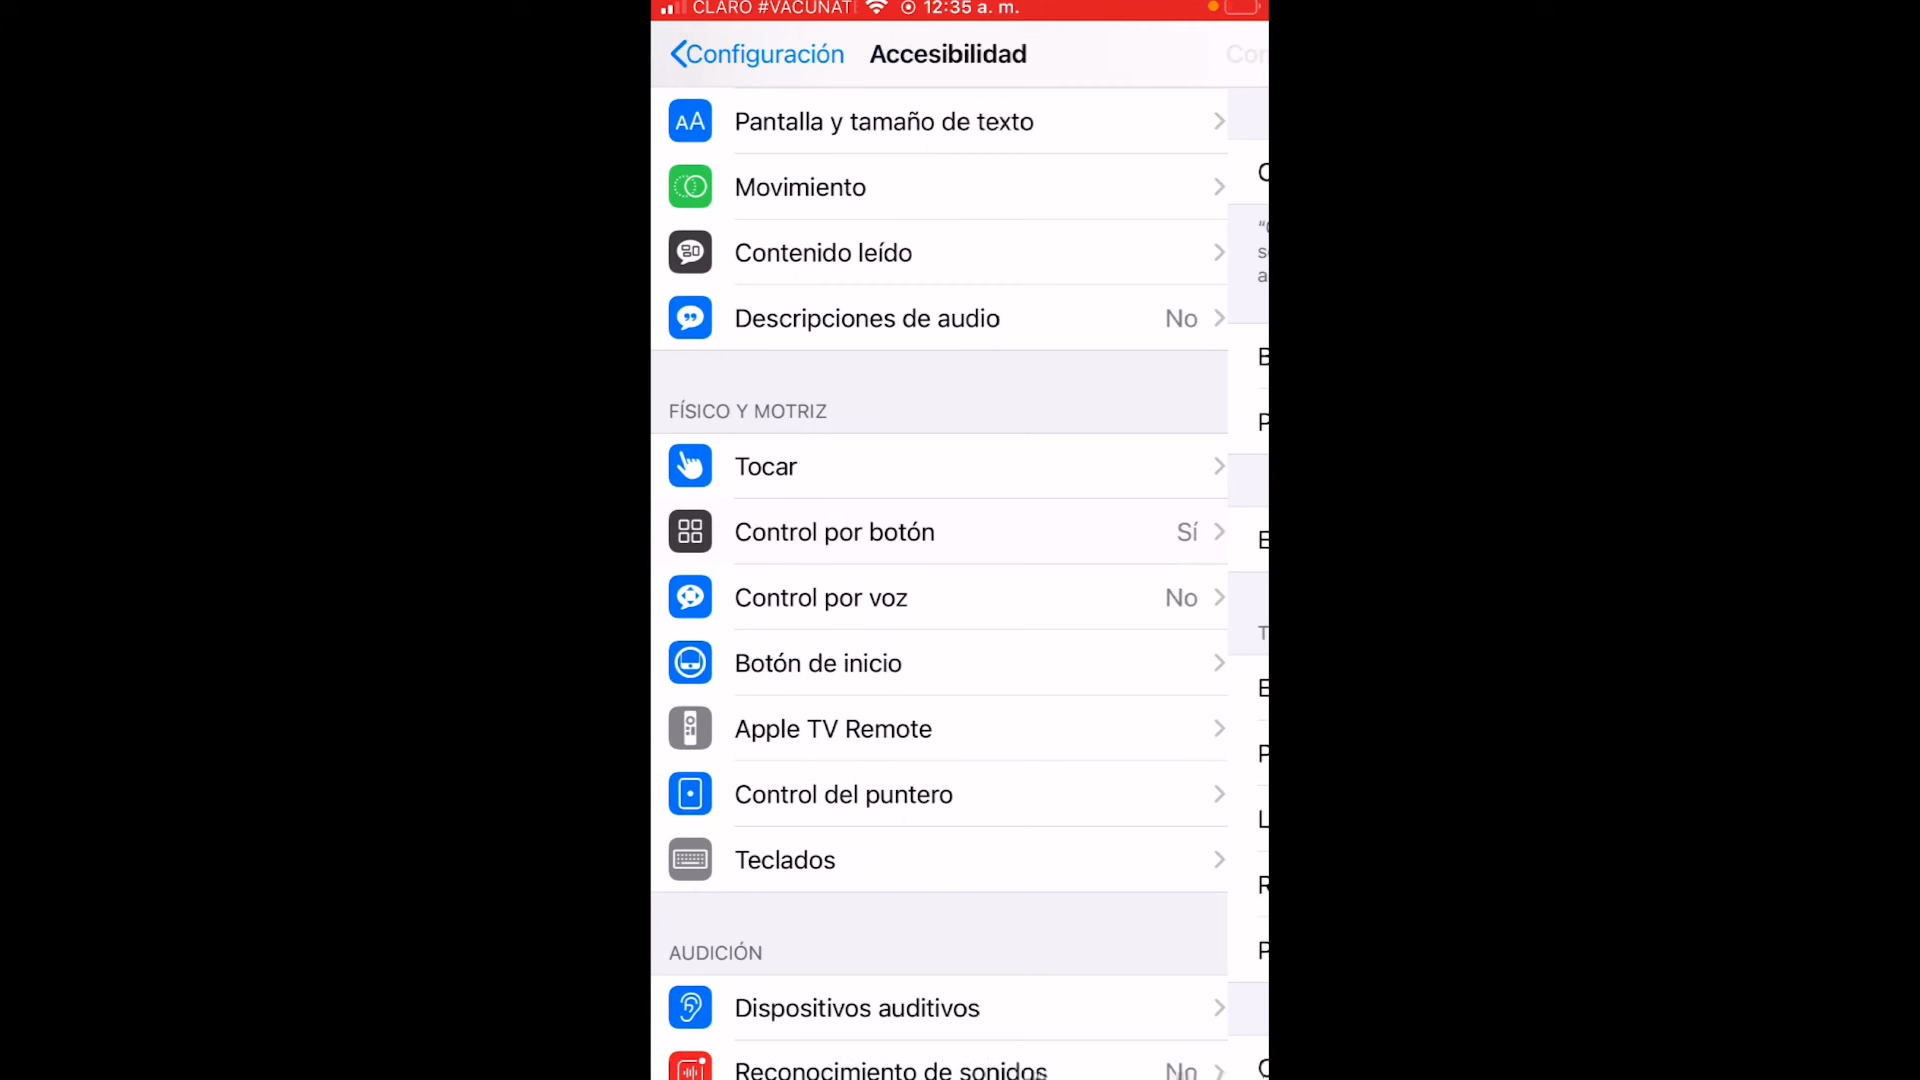 CLARO #VACUNAT 12:35 a. m.
Configuración Accesibilidad
AA Pantalla y tamaño de texto
Movimiento
Contenido leído
Descripciones de audio No
FÍSICO Y MOTRIZ
Tocar
Control por botón Sí
Control por voz No
Botón de inicio
Apple TV Remote
Control del puntero
Teclados
AUDICIÓN
Dispositivos auditivos
Reconocimiento de sonidos No